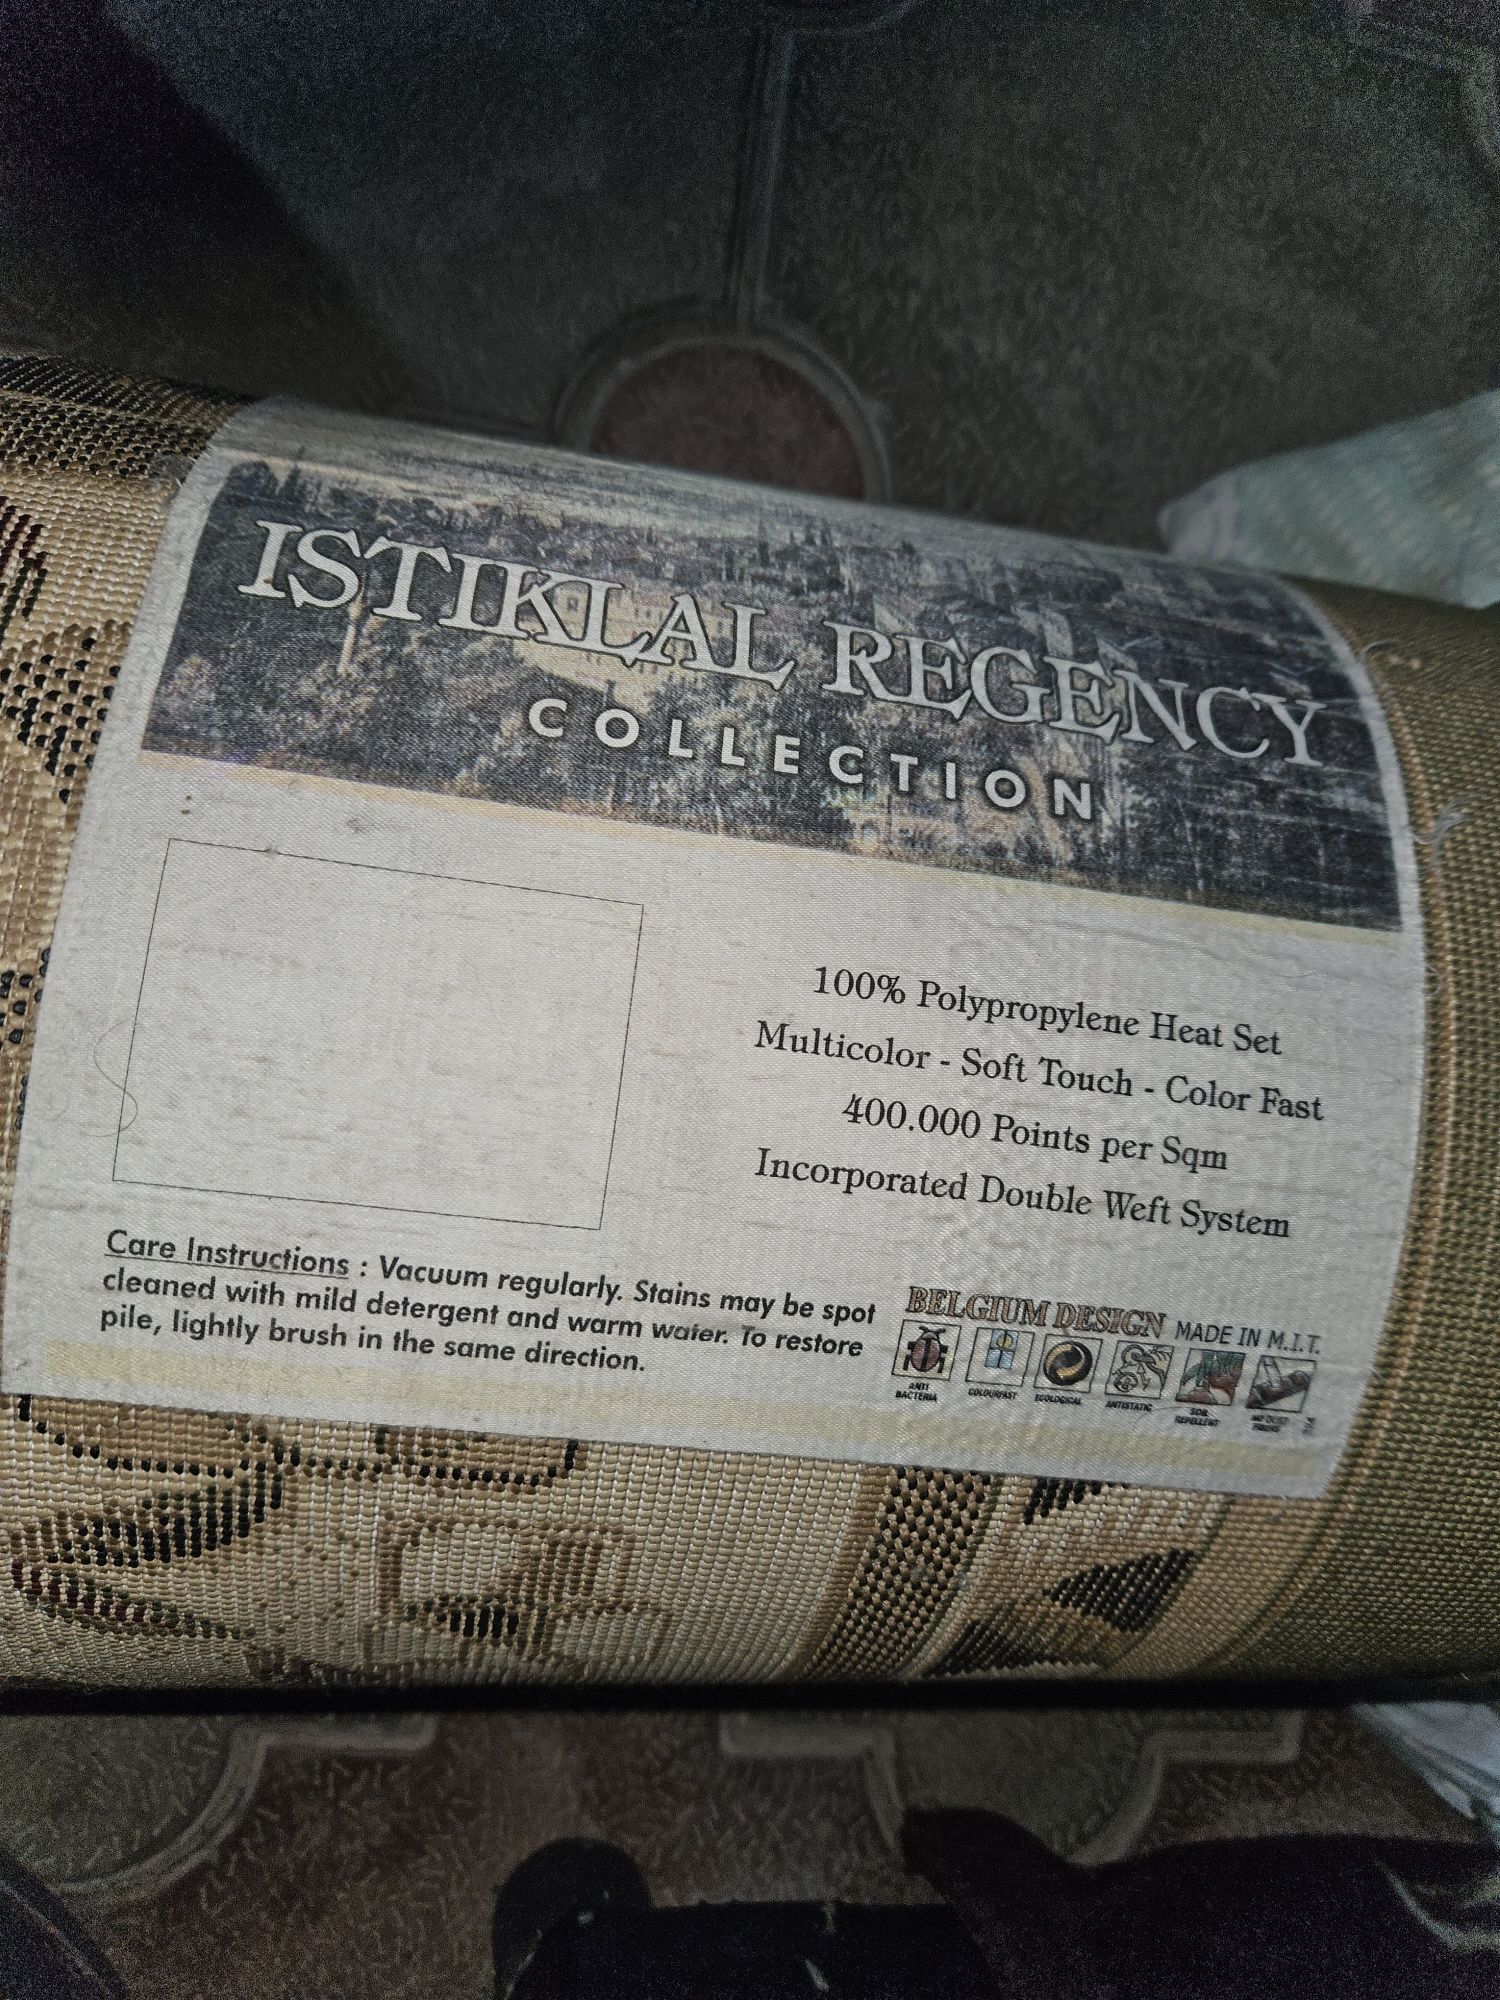 ISTIKLAL REGENCY
COLLECTION
100% Polypropylene Heat Set
Multicolor - Soft Touch - Color Fast
400.000 Points per Sqm
Incorporated Double Weft System
Care Instructions : Vacuum regularly. Stains may be spot
cleaned with mild detergent and warm water. To restore
pile, lightly brush in the same direction.
BELGIUM DESIGN MADE IN M.I.T.
ANTI
BACTERIA
COLOURFAST
ECOLOGICAL
ANTISTATIC
SOIL
REPELLENT
NO DUST